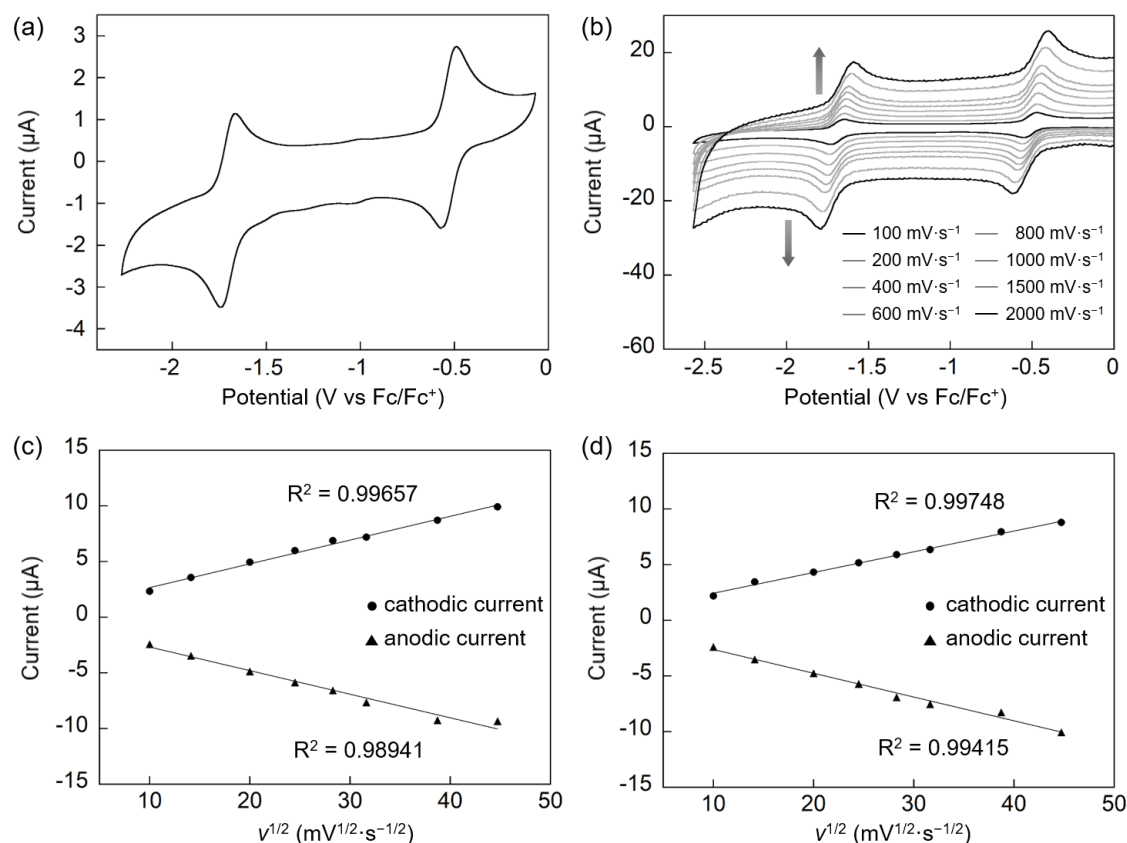 (a)
3
2
1
0
-1
-2
-3
-4
Current (μA)
-2
-1.5
-1
-0.5
0
Potential (V vs Fc/Fc⁺)
(b)
20
0
-20
-40
-60
Current (μA)
100 mV·s⁻¹
800 mV·s⁻¹
200 mV·s⁻¹
1000 mV·s⁻¹
400 mV·s⁻¹
1500 mV·s⁻¹
600 mV·s⁻¹
2000 mV·s⁻¹
-2.5
-2
-1.5
-1
-0.5
0
Potential (V vs Fc/Fc⁺)
(c)
15
10
5
0
-5
-10
-15
Current (μA)
R² = 0.99657
cathodic current
anodic current
R² = 0.98941
10
20
30
40
50
v¹/² (mV¹/²·s⁻¹/²)
(d)
15
10
5
0
-5
-10
-15
Current (μA)
R² = 0.99748
cathodic current
anodic current
R² = 0.99415
10
20
30
40
50
v¹/² (mV¹/²·s⁻¹/²)